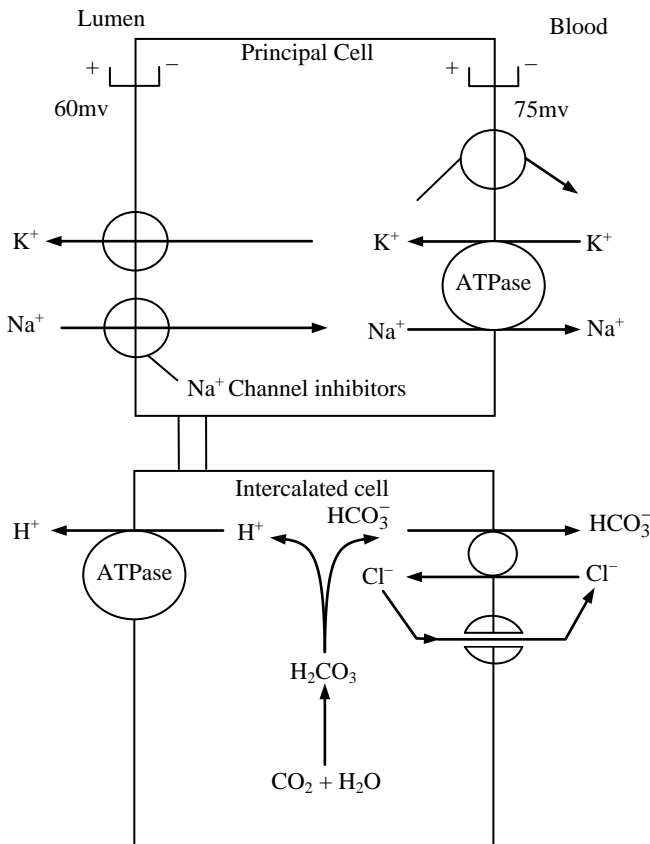 Lumen
Blood
Principal Cell
+ − + −
60mv 75mv
K⁺ K⁺ K⁺
ATPase
Na⁺ Na⁺ Na⁺
Na⁺ Channel inhibitors
Intercalated cell
H⁺ H⁺ HCO₃⁻ HCO₃⁻
ATPase Cl⁻ Cl⁻
H₂CO₃
CO₂ + H₂O